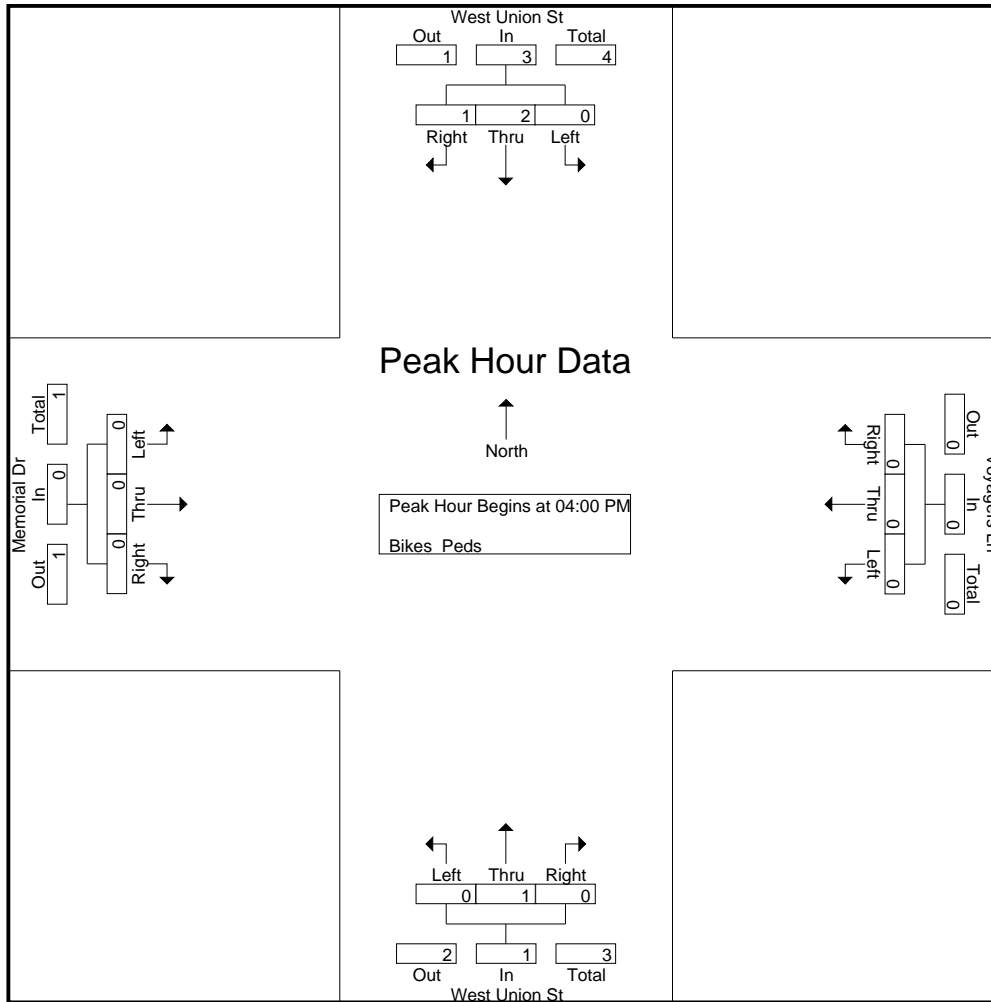 West Union St
Out In Total
1 3 4
1 2 0
Right Thru Left
Peak Hour Data
North
Peak Hour Begins at 04:00 PM
Bikes Peds
Memorial Dr
Out In Total
1 0 1
0 0 0
Left Thru Right
Out In Total
0 0 0
0 0 0
Right Thru Left
Left Thru Right
0 1 0
2 1 3
Out In Total
West Union St